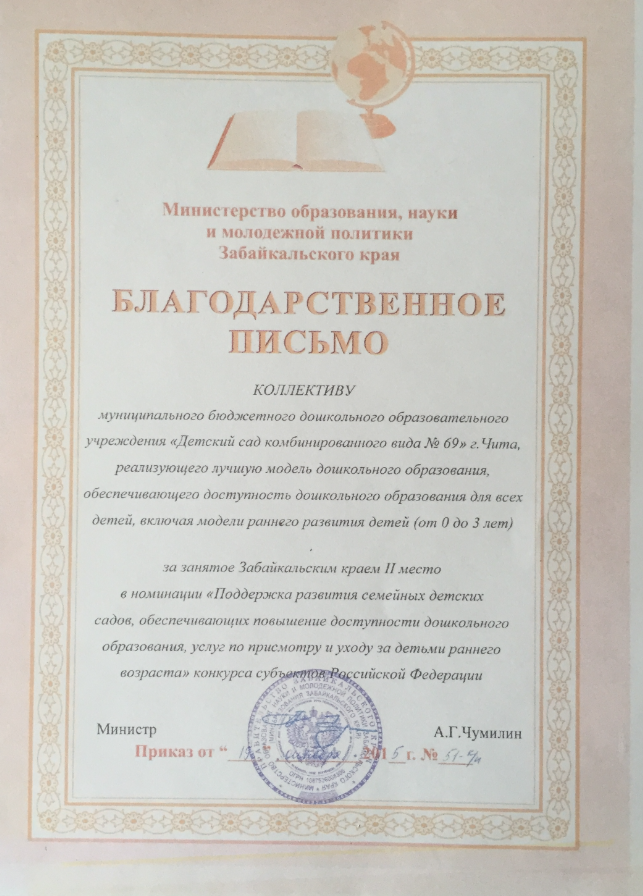 Министерство образования, науки
и молодежной политики
Забайкальского края
БЛАГОДАРСТВЕННОЕ
ПИСЬМО
КОЛЛЕКТИВУ
муниципального бюджетного дошкольного образовательного
учреждения «Детский сад комбинированного вида № 69» г.Чита,
реализующего лучшую модель дошкольного образования,
обеспечивающего доступность дошкольного образования для всех
детей, включая модели раннего развития детей (от 0 до 3 лет)
за занятое Забайкальским краем II место
в номинации «Поддержка развития семейных детских
садов, обеспечивающих повышение доступности дошкольного
образования, услуг по присмотру и уходу за детьми раннего
возраста» конкурса субъектов Российской Федерации
Министр А.Г.Чумилин
Приказ от “ 2015 г. №